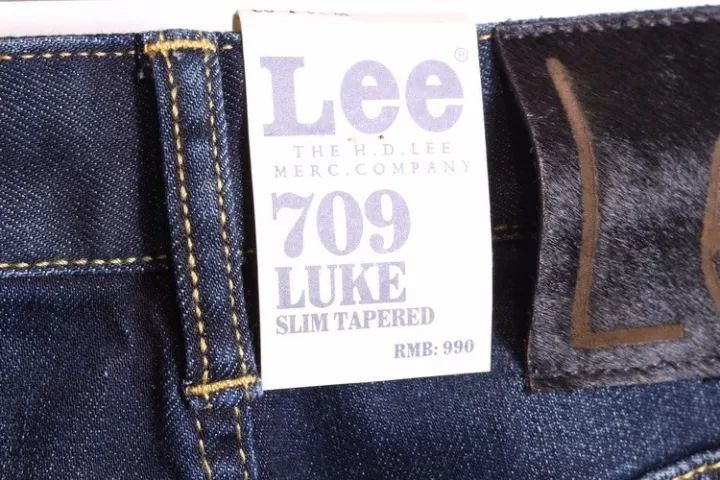 Lee®
THE H.D.LEE
MERC.COMPANY
709
LUKE
SLIM TAPERED
RMB: 990